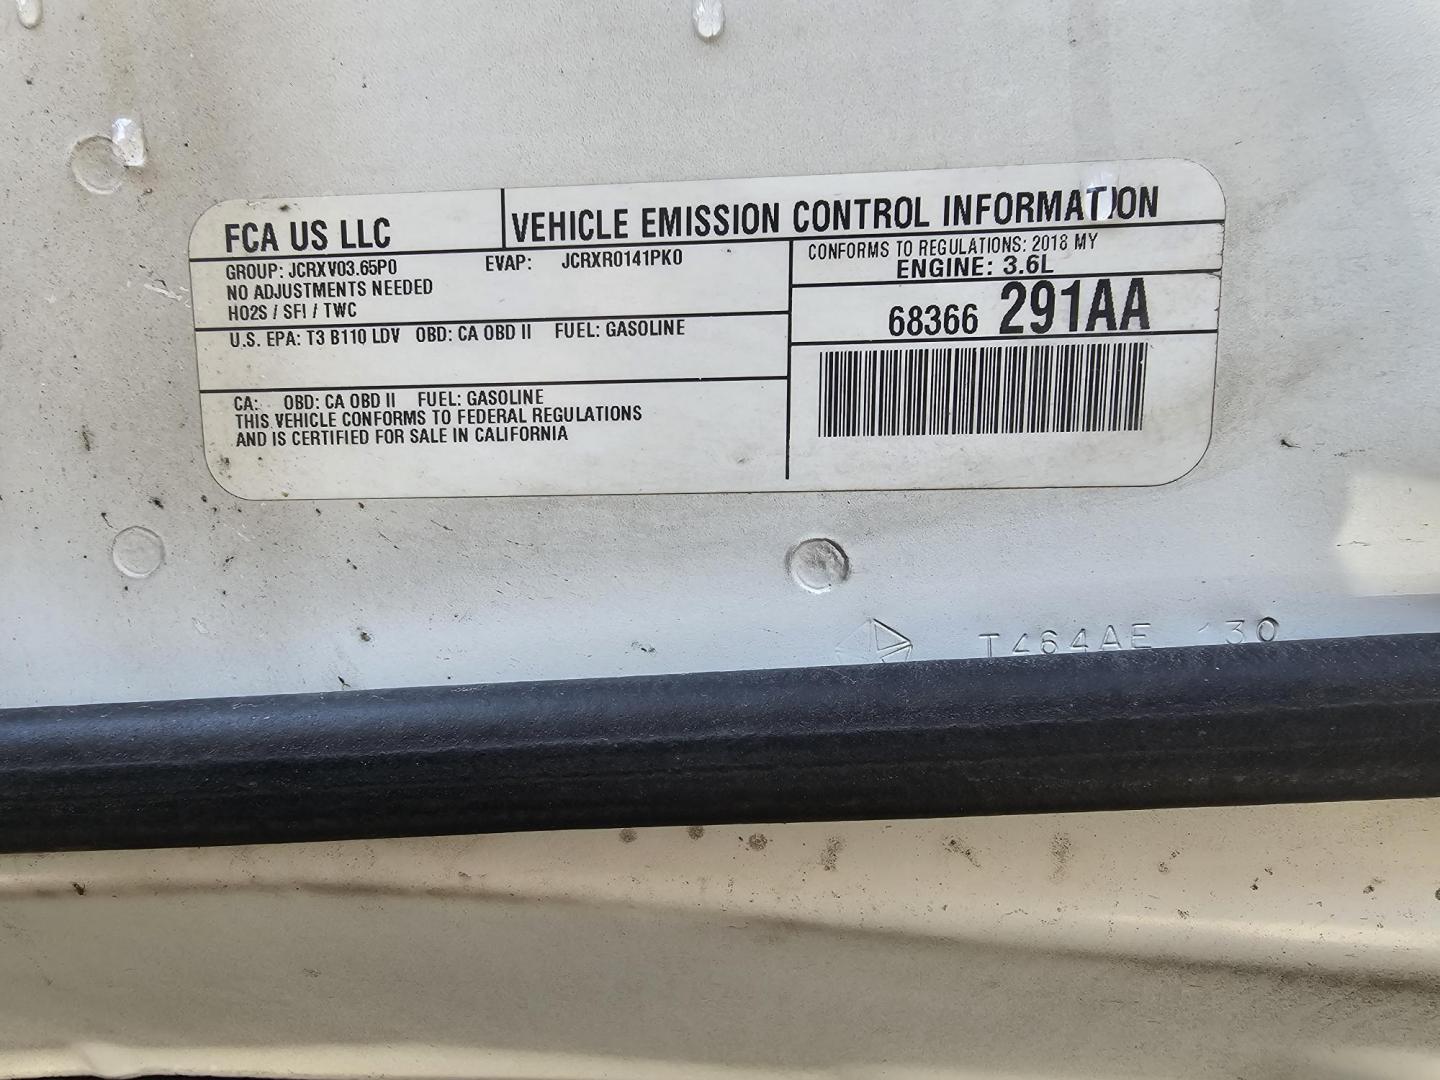 FCA US LLC
VEHICLE EMISSION CONTROL INFORMATION
GROUP: JCRXV03.65P0 EVAP: JCRXR0141PK0
NO ADJUSTMENTS NEEDED
HO2S / SFI / TWC
CONFORMS TO REGULATIONS: 2018 MY
ENGINE: 3.6L
68366 291AA
U.S. EPA: T3 B110 LDV OBD: CA OBD II FUEL: GASOLINE
CA: OBD: CA OBD II FUEL: GASOLINE
THIS VEHICLE CONFORMS TO FEDERAL REGULATIONS
AND IS CERTIFIED FOR SALE IN CALIFORNIA
T464AE 130